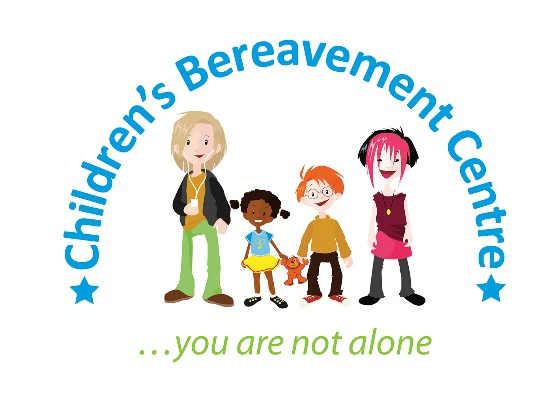 Children's Bereavement Centre
...you are not alone